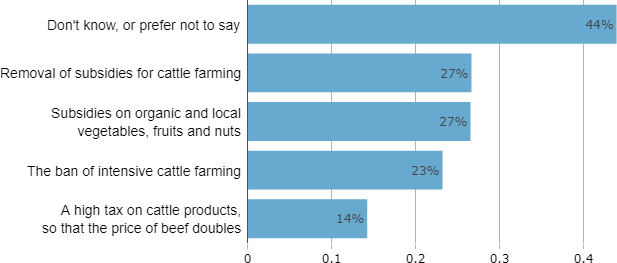 Don't know, or prefer not to say
44%
Removal of subsidies for cattle farming
27%
Subsidies on organic and local
vegetables, fruits and nuts
27%
The ban of intensive cattle farming
23%
A high tax on cattle products,
so that the price of beef doubles
14%
0 0.1 0.2 0.3 0.4